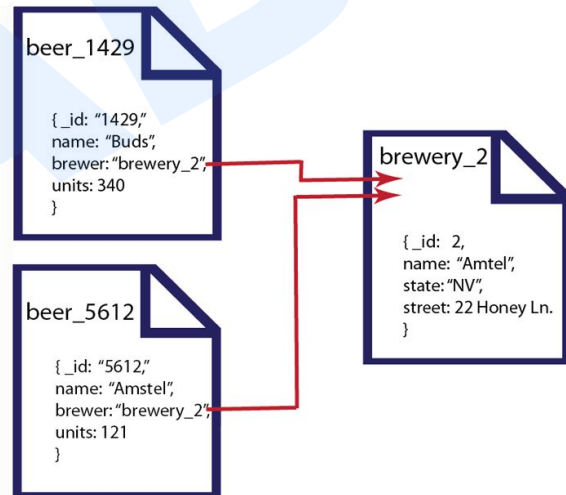 beer_1429
{ _id: “1429,”
name: “Buds”,
brewer: “brewery_2”,
units: 340
}
beer_5612
{ _id: “5612,”
name: “Amstel”,
brewer: “brewery_2”,
units: 121
}
brewery_2
{ _id: 2,
name: “Amtel”,
state: “NV”,
street: 22 Honey Ln.
}